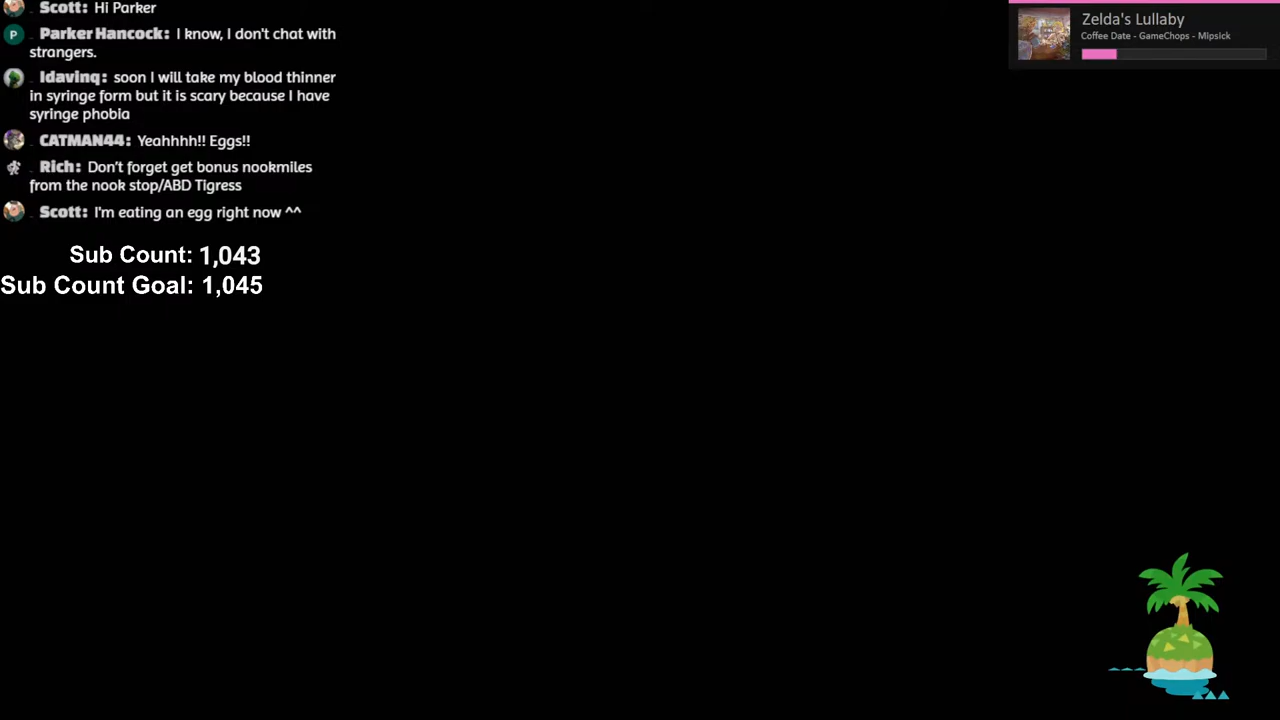 Scott: Hi Parker
Parker Hancock: I know, I don't chat with
strangers.
Idavinq: soon I will take my blood thinner
in syringe form but it is scary because I have
syringe phobia
CATMAN44: Yeahhhh!! Eggs!!
Rich: Don't forget get bonus nookmiles
from the nook stop/ABD Tigress
Scott: I'm eating an egg right now ^^
Sub Count: 1,043
Sub Count Goal: 1,045
Zelda's Lullaby
Coffee Date - GameChops - Mipsick
P